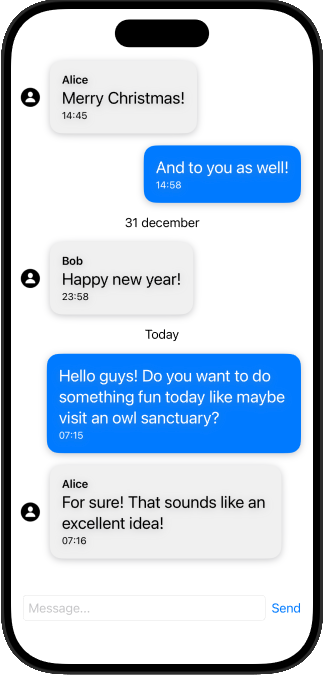 Alice
Merry Christmas!
14:45
And to you as well!
14:58
31 december
Bob
Happy new year!
23:58
Today
Hello guys! Do you want to do
something fun today like maybe
visit an owl sanctuary?
07:15
Alice
For sure! That sounds like an
excellent idea!
07:16
Message... Send